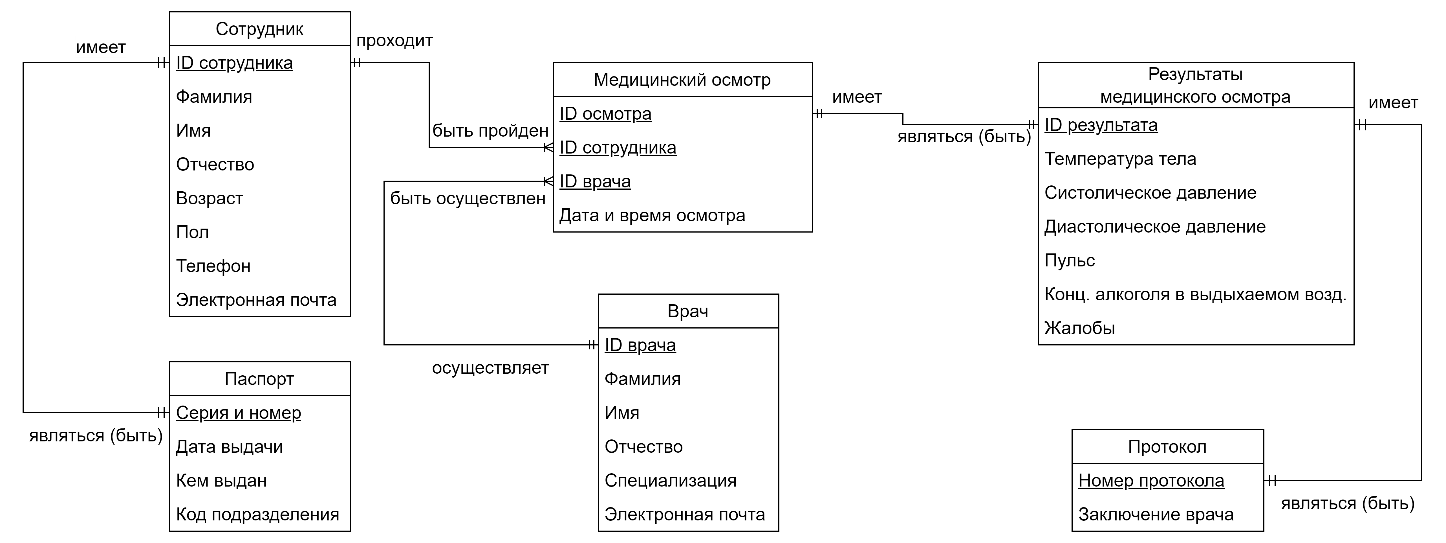 Сотрудник
ID сотрудника
Фамилия
Имя
Отчество
Возраст
Пол
Телефон
Электронная почта
имеет
являться (быть)
Паспорт
Серия и номер
Дата выдачи
Кем выдан
Код подразделения
проходит
быть пройден
Медицинский осмотр
ID осмотра
ID сотрудника
ID врача
Дата и время осмотра
быть осуществлен
осуществляет
Врач
ID врача
Фамилия
Имя
Отчество
Специализация
Электронная почта
имеет
являться (быть)
Результаты
медицинского осмотра
ID результата
Температура тела
Систолическое давление
Диастолическое давление
Пульс
Конц. алкоголя в выдыхаемом возд.
Жалобы
имеет
являться (быть)
Протокол
Номер протокола
Заключение врача